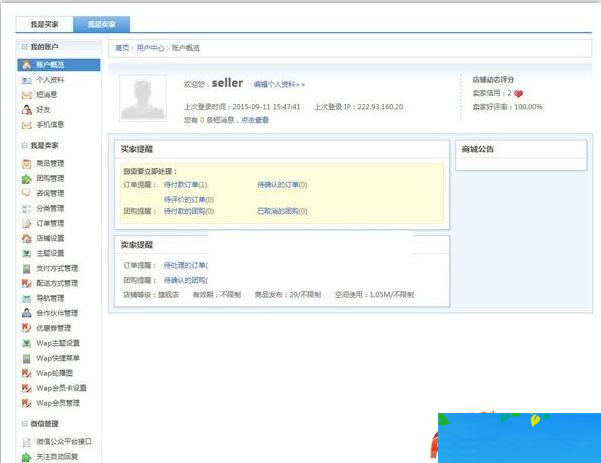 我是买家 我是卖家
我的账户
账户概览
个人资料
短消息
好友
手机信息
我是卖家
商品管理
团购管理
咨询管理
分类管理
订单管理
店铺设置
主题设置
支付方式管理
配送方式管理
导航管理
合作伙伴管理
优惠券管理
Wap主题设置
Wap快捷菜单
Wap轮播图
Wap会员卡设置
Wap会员管理
微信管理
微信公众平台接口
关注自动回复
首页 › 用户中心 › 账户概览
欢迎您，seller 编辑个人资料>>
上次登录时间：2015-09-11 15:47:41 上次登录 IP：222.93.160.20
您有 0 条短消息，点击查看
店铺动态评分
卖家信用：2
卖家好评率：100.00%
买家提醒
您需要立即处理：
订单提醒： 待付款订单(1) 待确认的订单(0)
待评价的订单(0)
团购提醒： 待付款的团购(0) 已取消的团购(0)
卖家提醒
订单提醒： 待处理的订单(
团购提醒： 待确认的团购(
店铺等级：旗舰店 有效期：不限制 商品发布：29/不限制 空间使用：1.05M/不限制
商城公告